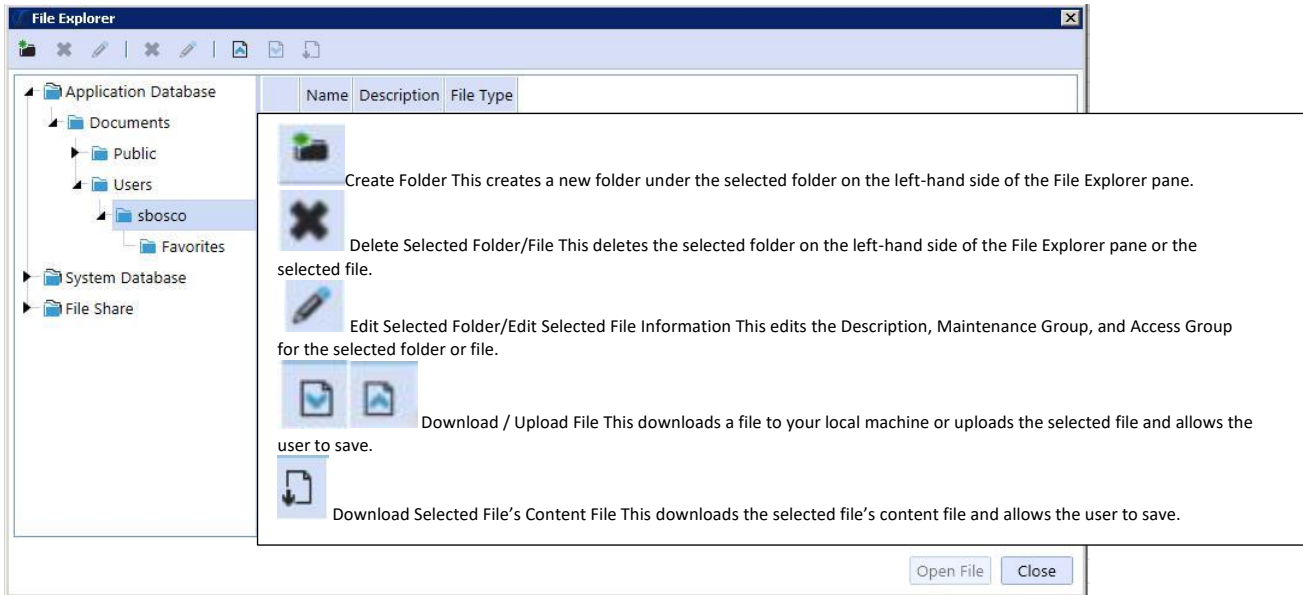 File Explorer
Application Database
Documents
Public
Users
sbosco
Favorites
System Database
File Share
Name Description File Type
Create Folder This creates a new folder under the selected folder on the left-hand side of the File Explorer pane.
Delete Selected Folder/File This deletes the selected folder on the left-hand side of the File Explorer pane or the
selected file.
Edit Selected Folder/Edit Selected File Information This edits the Description, Maintenance Group, and Access Group
for the selected folder or file.
Download / Upload File This downloads a file to your local machine or uploads the selected file and allows the
user to save.
Download Selected File’s Content File This downloads the selected file’s content file and allows the user to save.
Open File Close